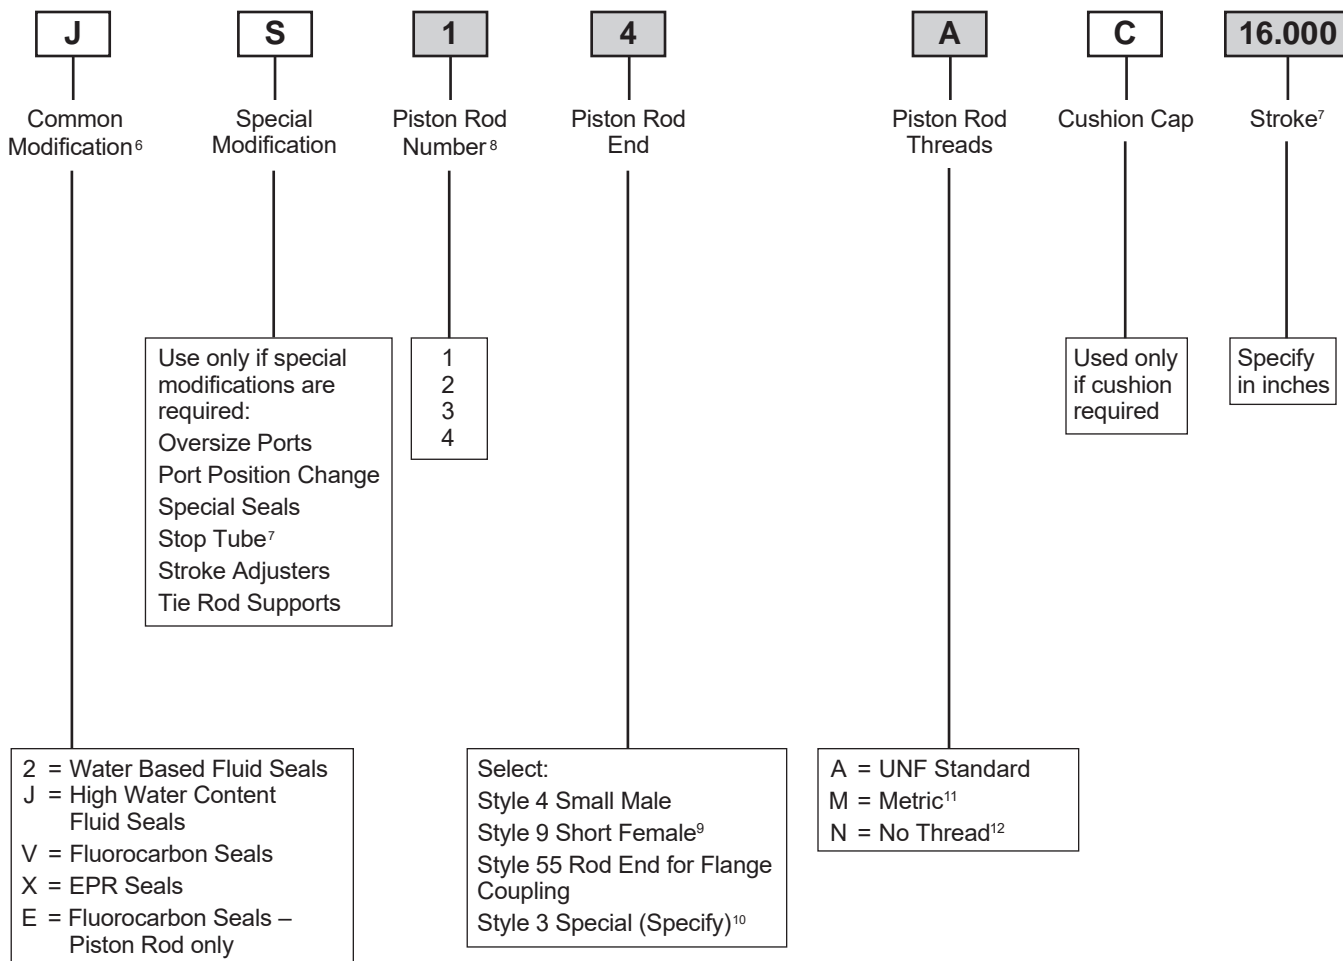 J S 1 4 A C 16.000
Common
Modification⁶
Special
Modification
Piston Rod
Number⁸
Piston Rod
End
Piston Rod
Threads
Cushion Cap
Stroke⁷
Use only if special
modifications are
required:
Oversize Ports
Port Position Change
Special Seals
Stop Tube⁷
Stroke Adjusters
Tie Rod Supports
1
2
3
4
Used only
if cushion
required
Specify
in inches
2 = Water Based Fluid Seals
J = High Water Content
Fluid Seals
V = Fluorocarbon Seals
X = EPR Seals
E = Fluorocarbon Seals –
Piston Rod only
Select:
Style 4 Small Male
Style 9 Short Female⁹
Style 55 Rod End for Flange
Coupling
Style 3 Special (Specify)¹⁰
A = UNF Standard
M = Metric¹¹
N = No Thread¹²